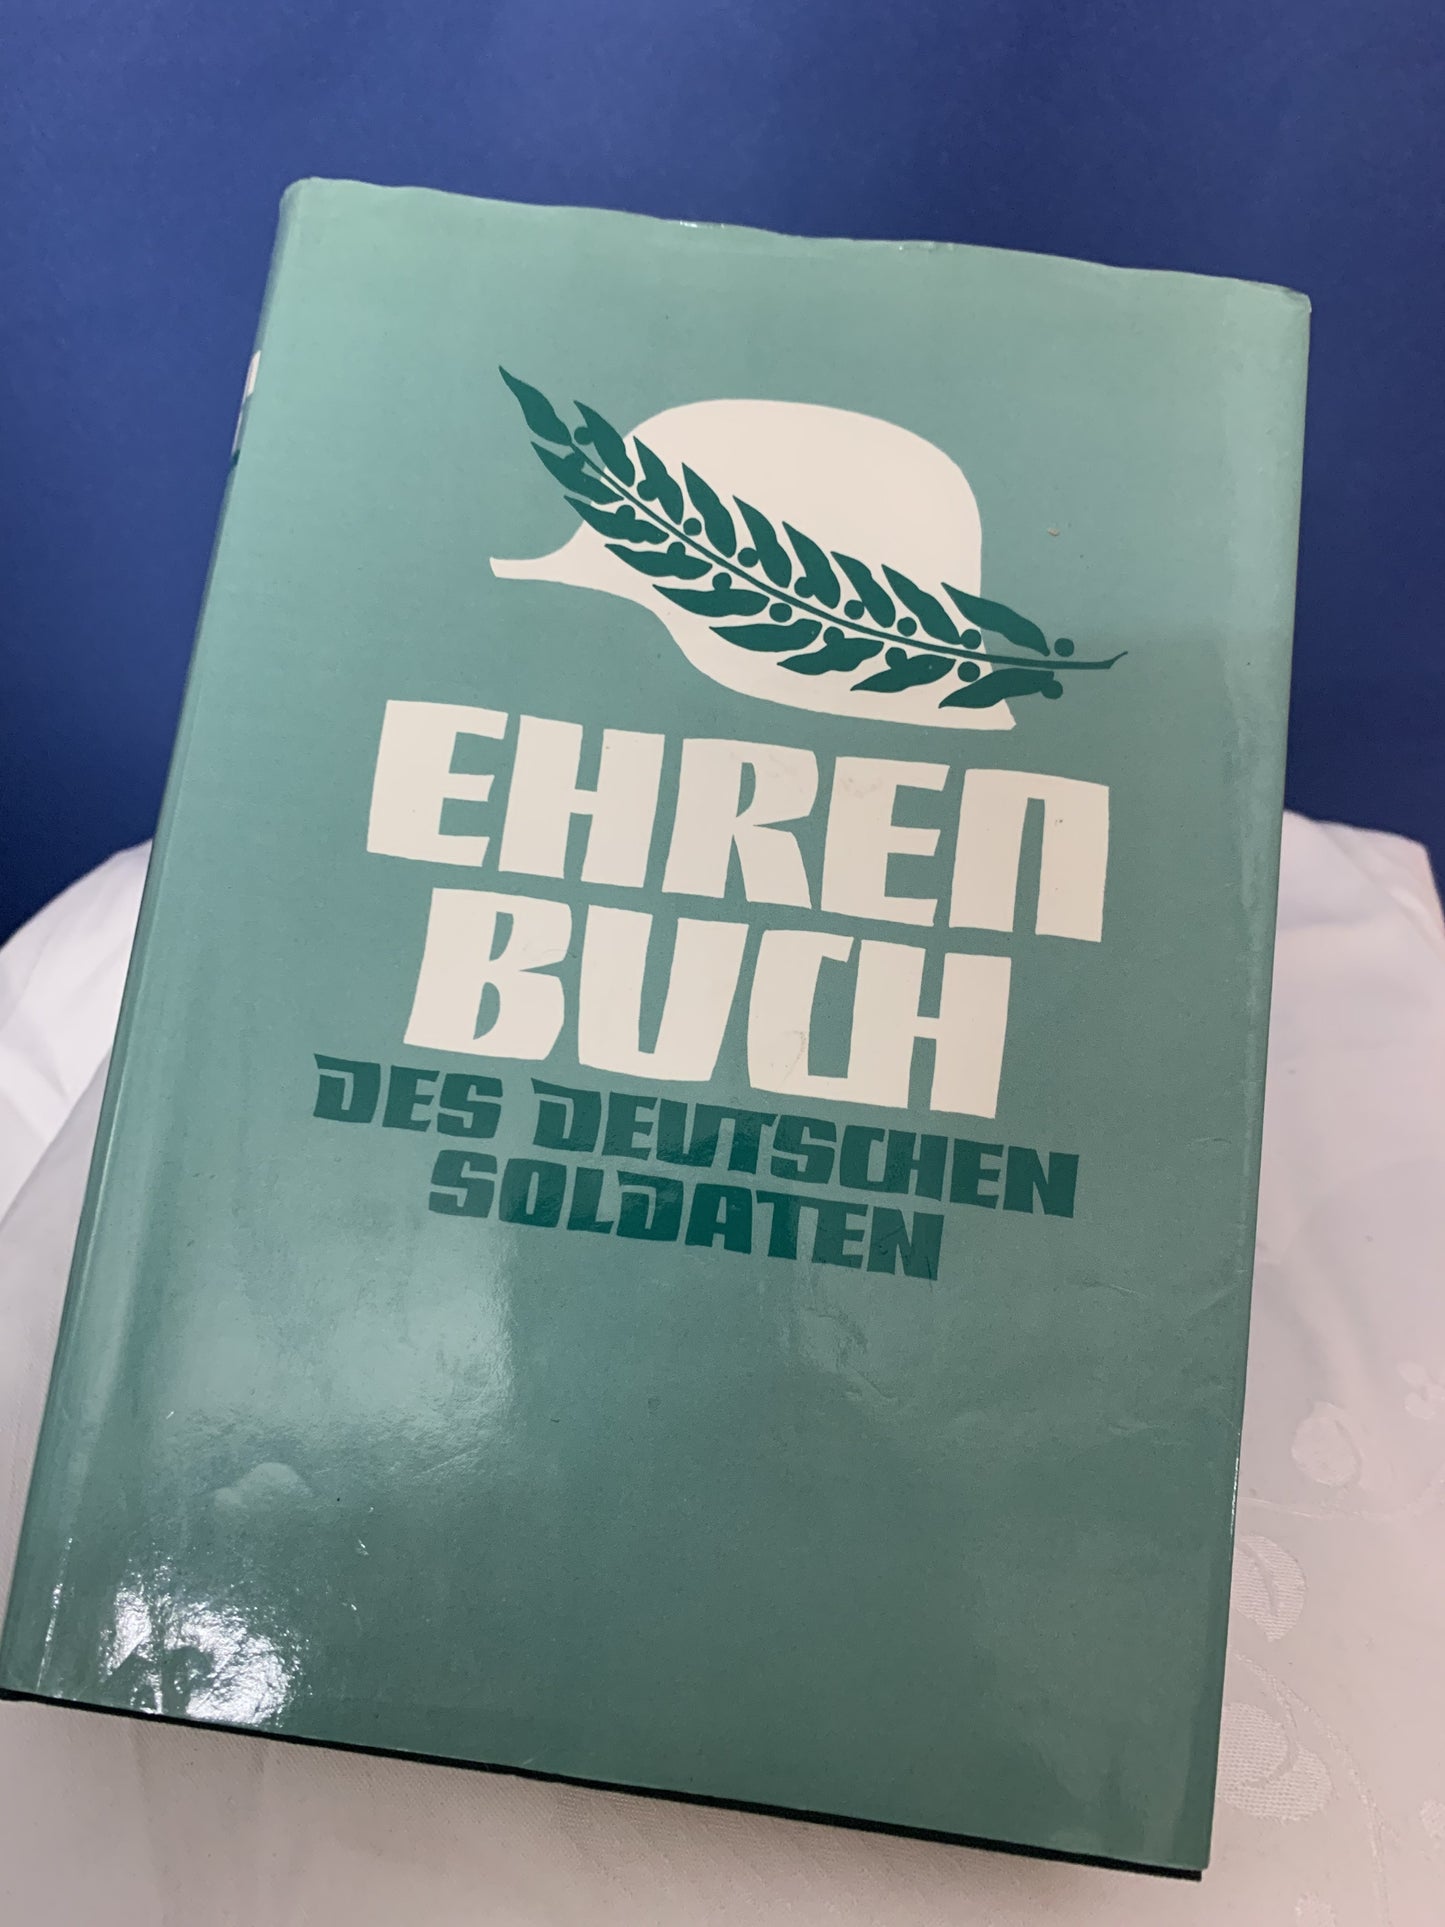 EHREN
BUCH
DES DEUTSCHEN
SOLDATEN